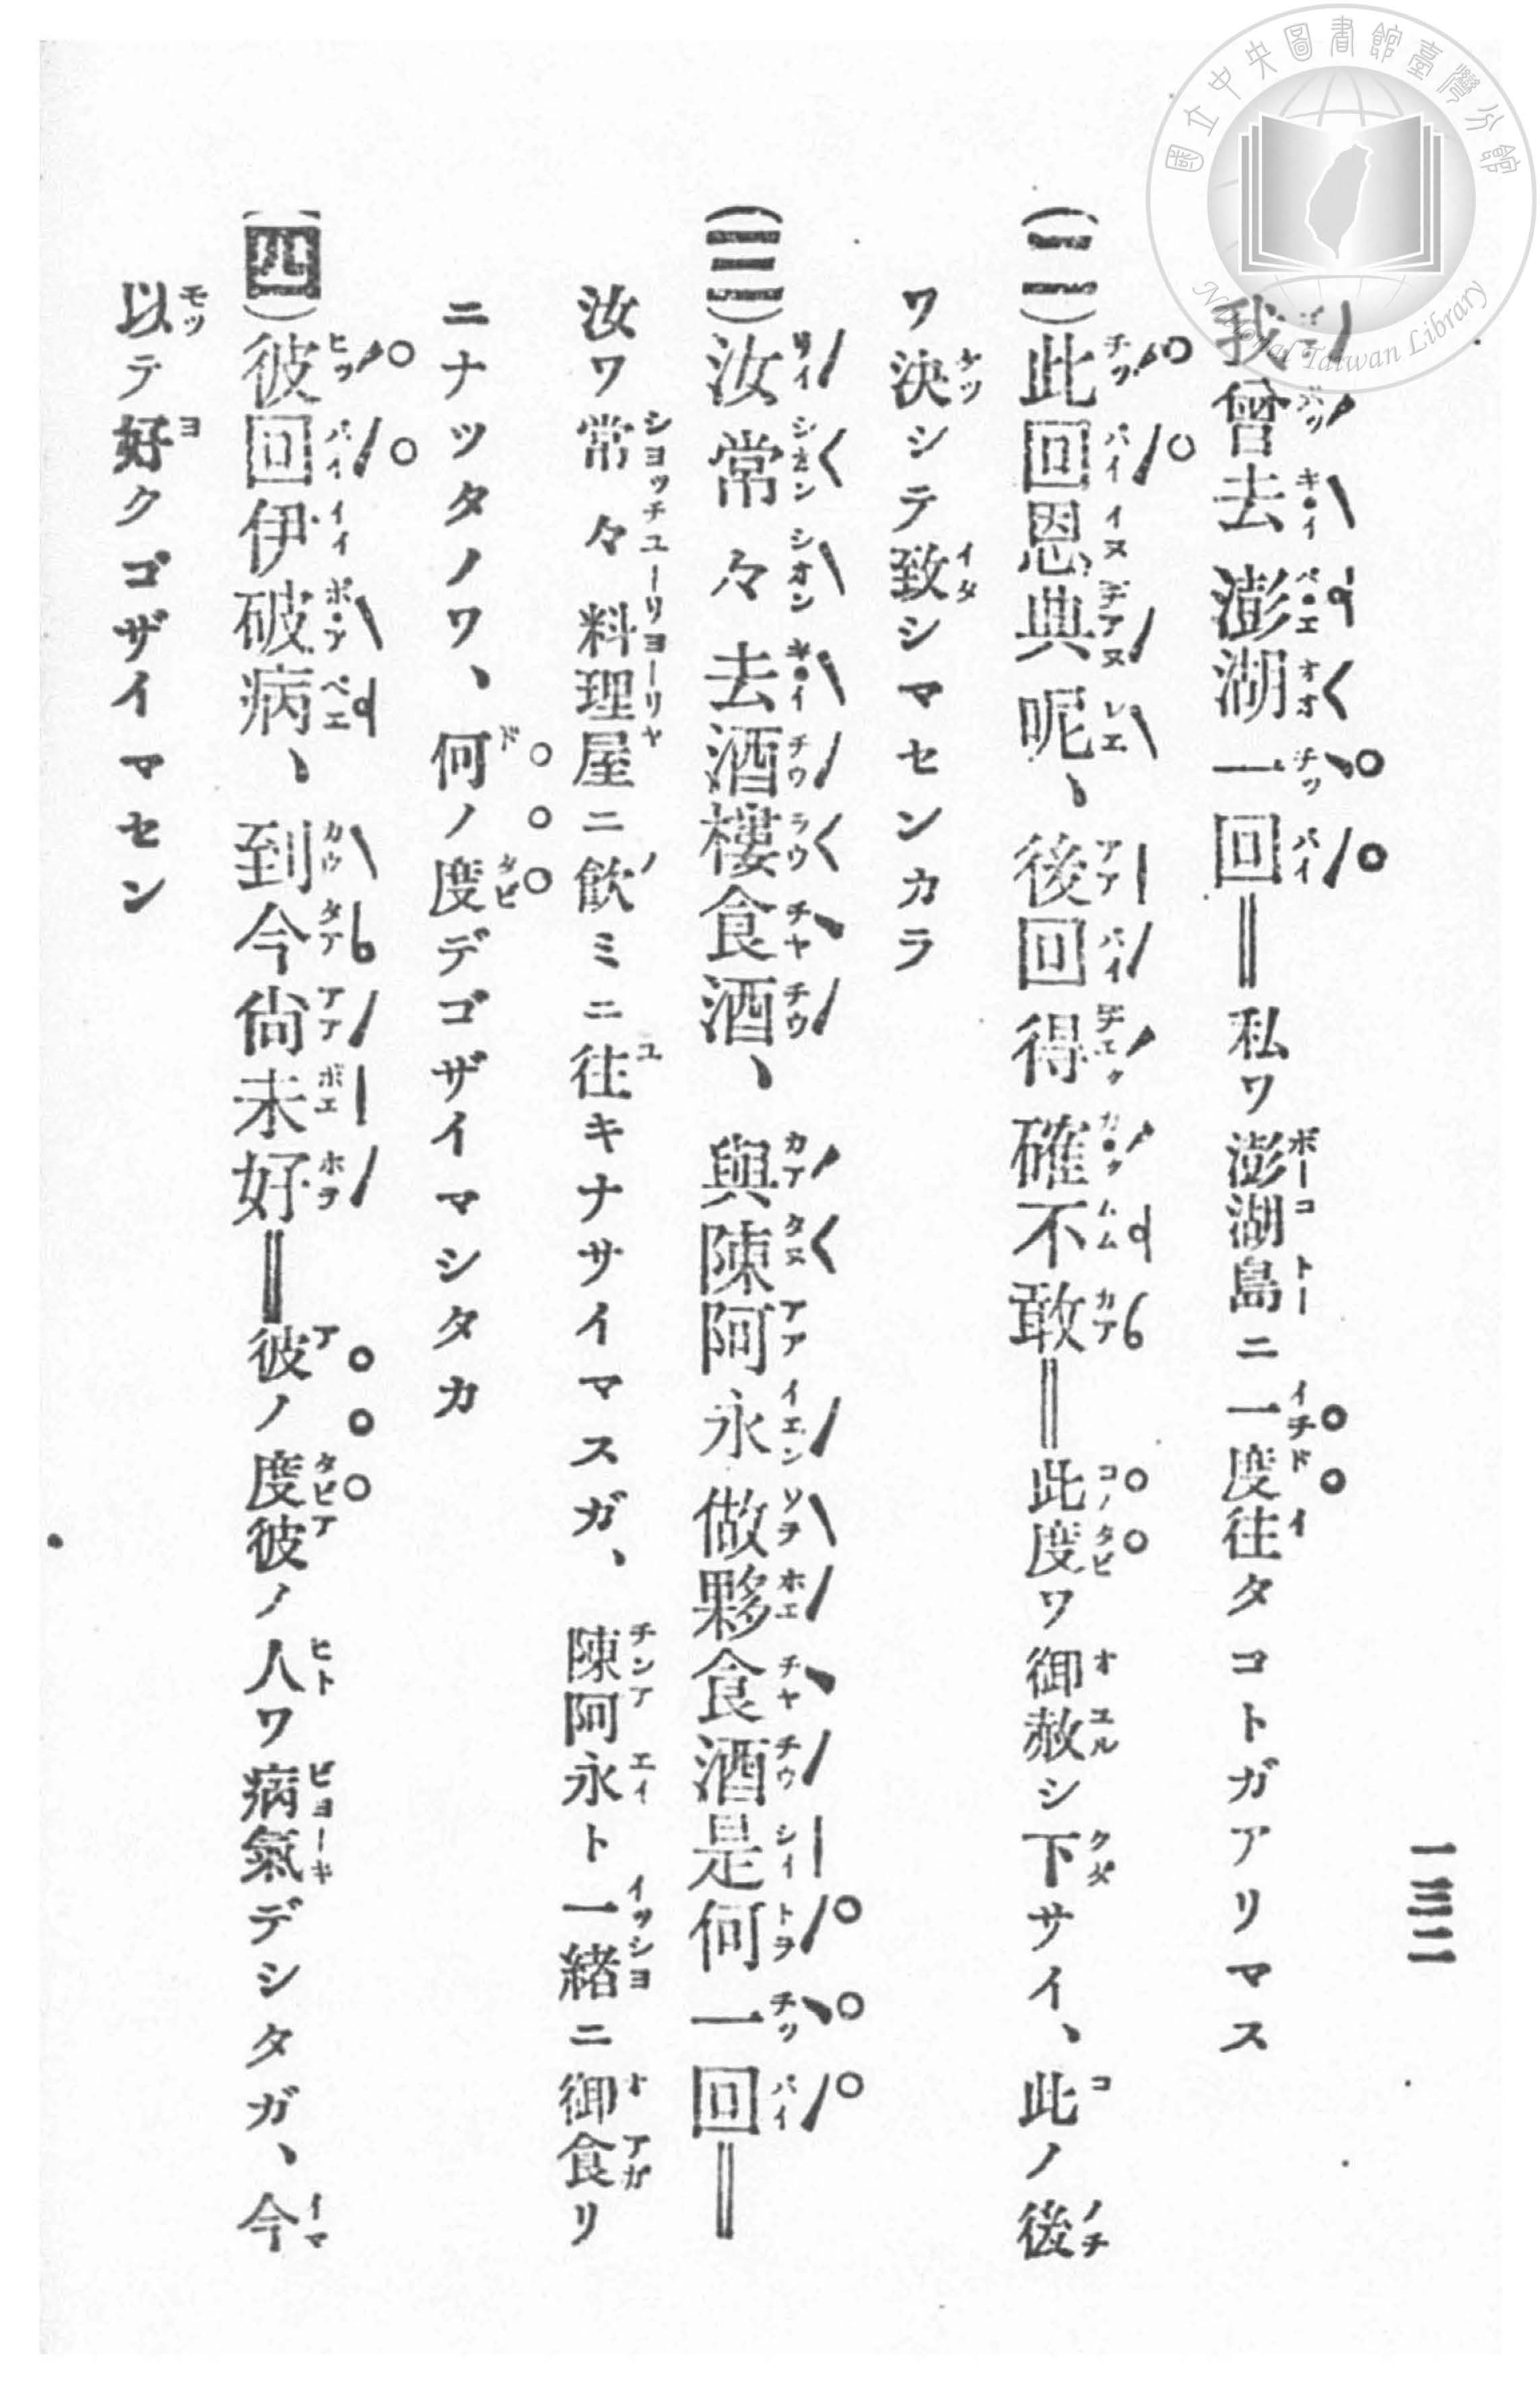 國立中央圖書館臺灣分館
National Taiwan Library
一三二
我曾去澎湖一回‖私ワ澎湖島ニ一度往タコトガアリマス
(二)此回恩典呢、後回得確不敢‖此度ワ御赦シ下サイ、此ノ後
ワ決シテ致シマセンカラ
(三)汝常々去酒樓食酒、與陳阿永做夥食酒是何一回‖
汝ワ常々料理屋ニ飲ミニ往キナサイマスガ、陳阿永ト一緒ニ御食リ
ニナッタノワ、何ノ度デゴザイマシタカ
(四)彼回伊破病、到今尙未好‖彼ノ度彼ノ人ワ病氣デシタガ、今
以テ好クゴザイマセン